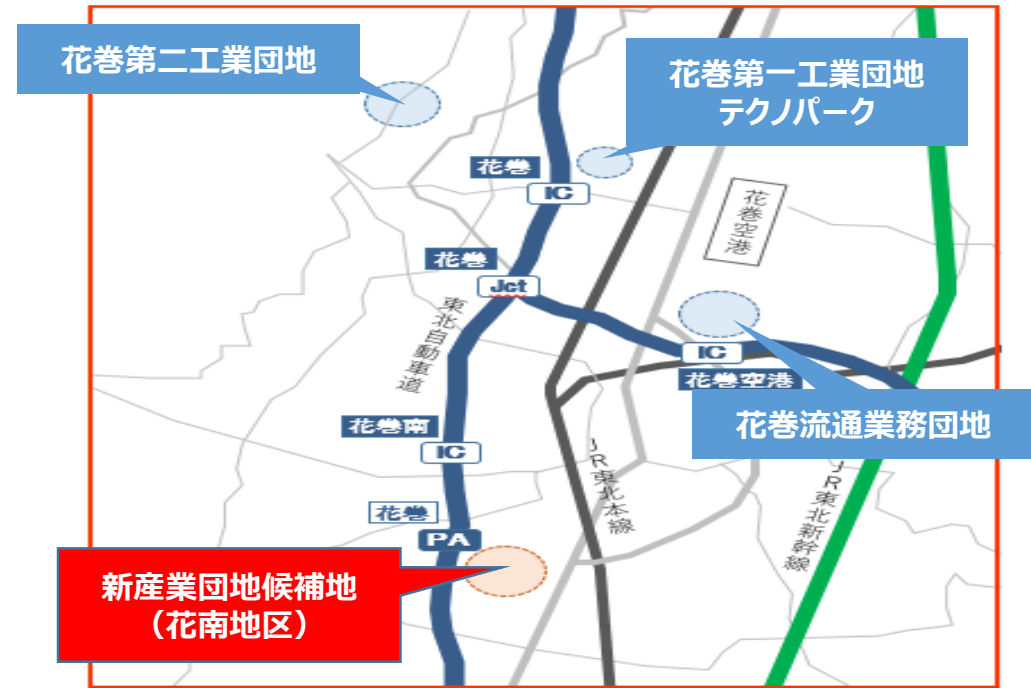 花巻第二工業団地
花巻第一工業団地
テクノパーク
花巻
IC
花巻空港
花巻
Jct
東北自動車道
IC
花巻空港
花巻流通業務団地
花巻南
IC
JR東北本線
JR東北新幹線
花巻
PA
新産業団地候補地
（花南地区）